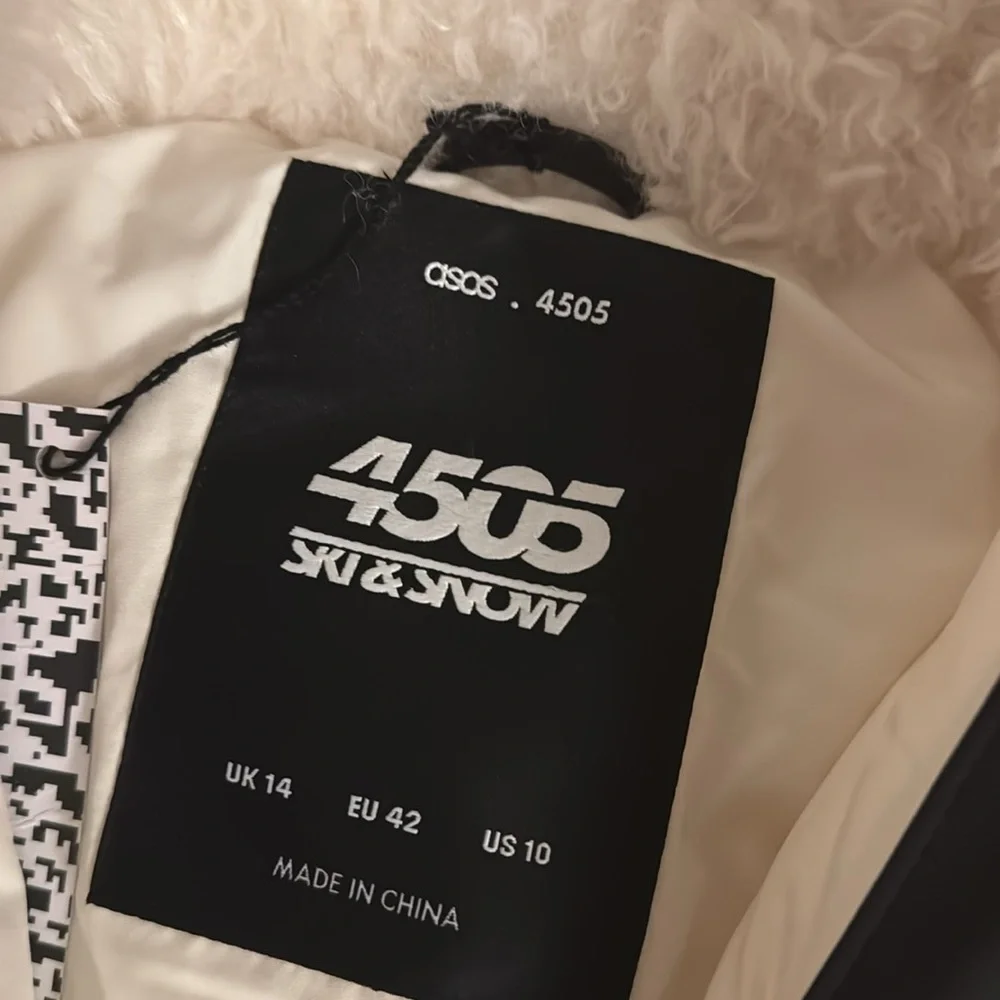 asos . 4505
4505
SKI & SNOW
UK 14 EU 42 US 10
MADE IN CHINA